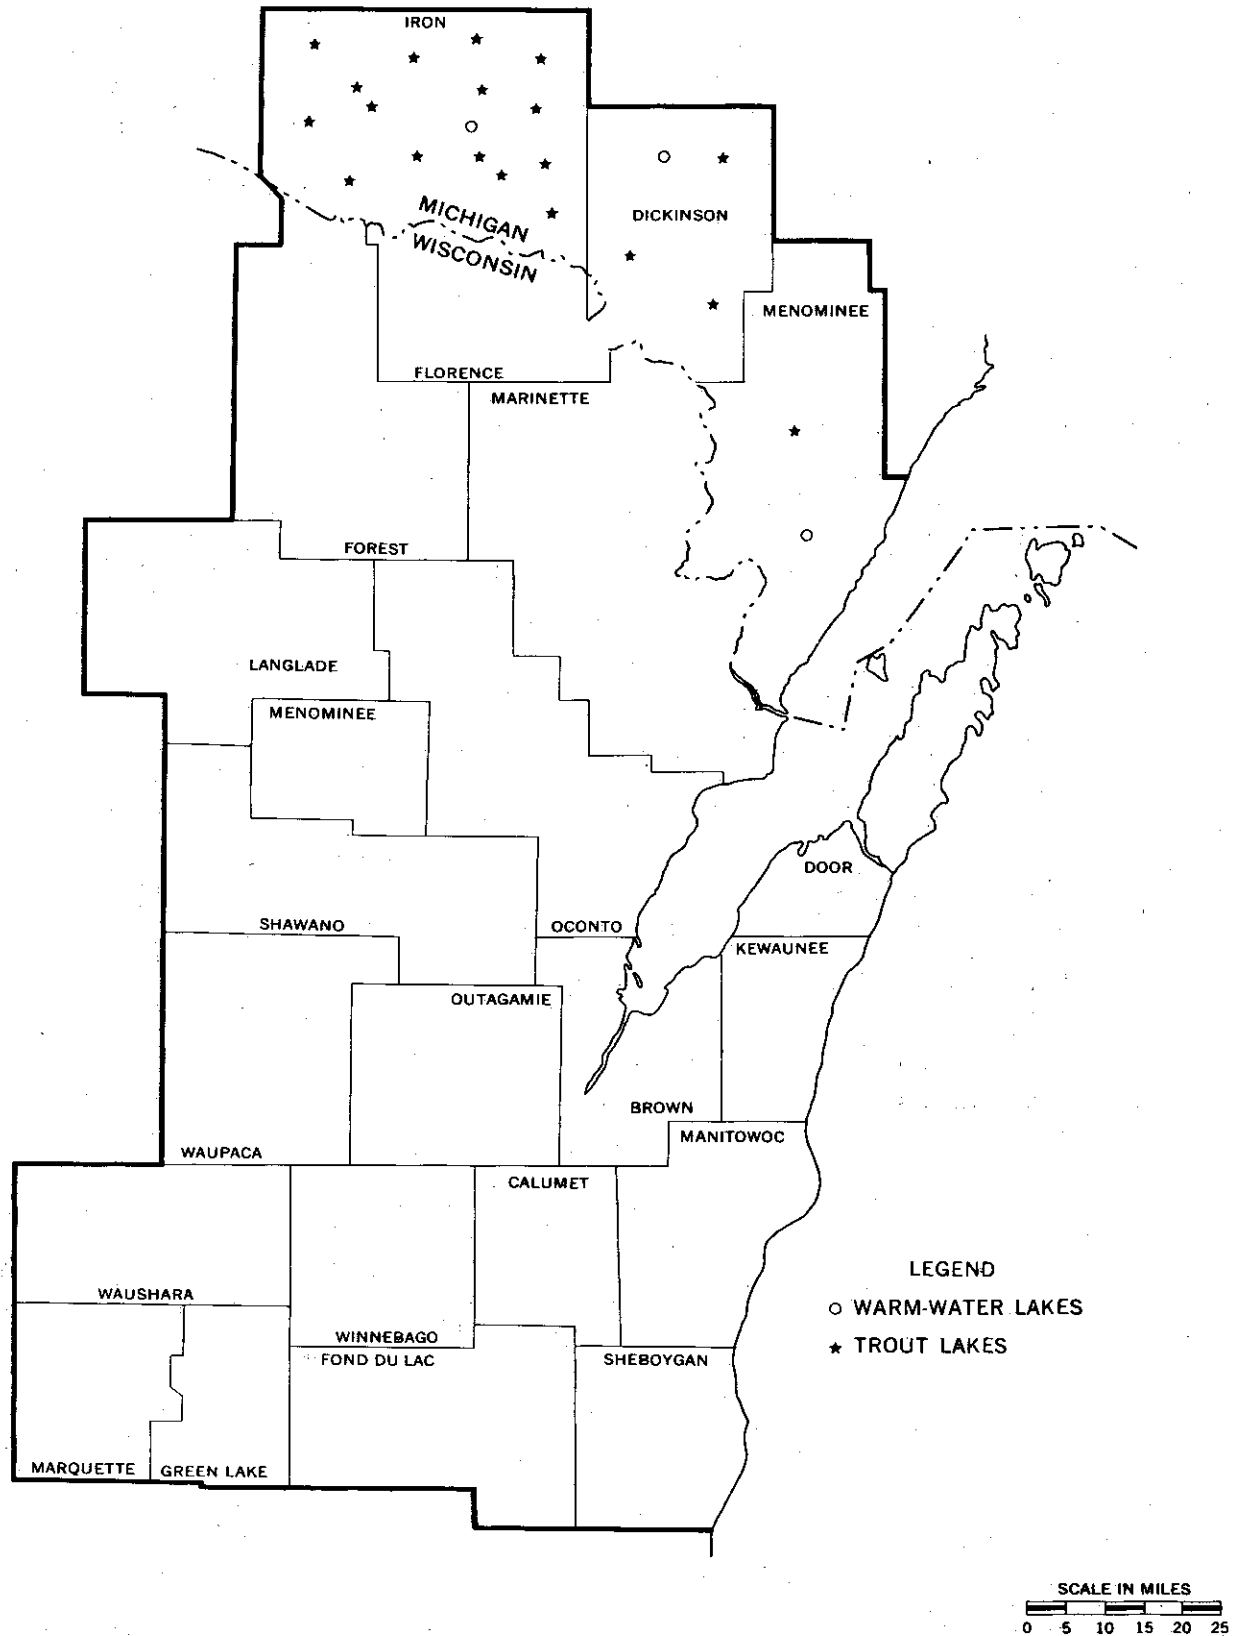 IRON
MICHIGAN
DICKINSON
WISCONSIN
MENOMINEE
FLORENCE
MARINETTE
FOREST
LANGLADE
MENOMINEE
DOOR
SHAWANO
OCONTO
KEWAUNEE
OUTAGAMIE
BROWN
MANITOWOC
WAUPACA
CALUMET
LEGEND
WAUSHARA
WARM-WATER LAKES
WINNEBAGO
TROUT LAKES
FOND DU LAC
SHEBOYGAN
MARQUETTE
GREEN LAKE
SCALE IN MILES
0 5 10 15 20 25